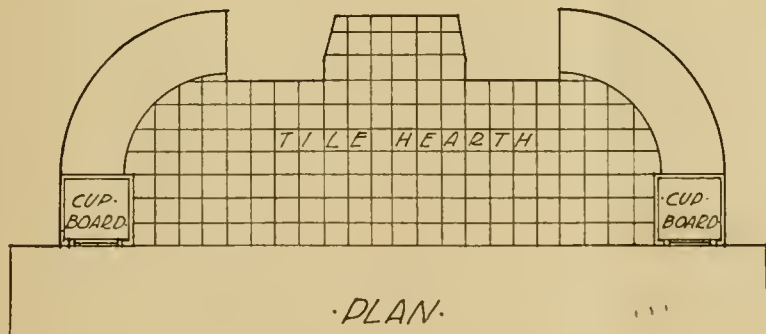 TILE HEARTH
CUP·
BOARD·
·CUP·
BOARD·
·PLAN·